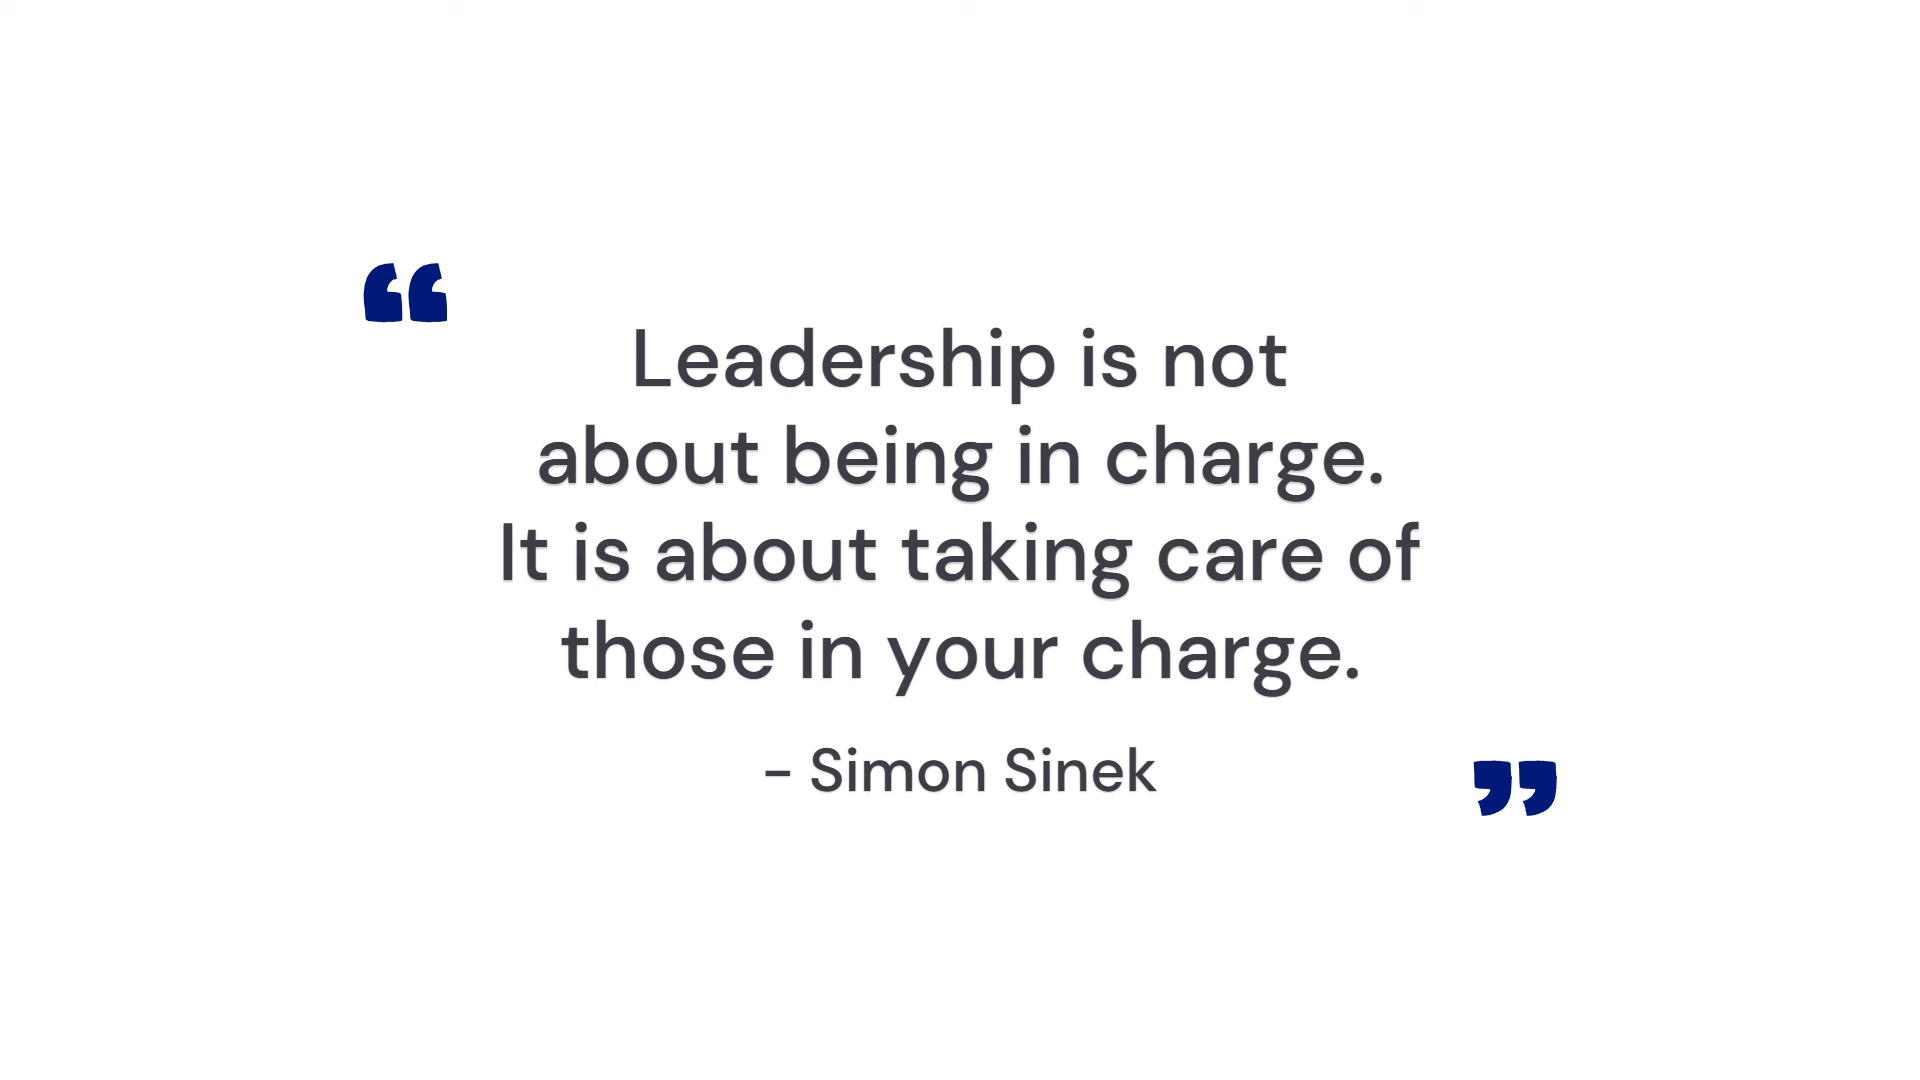 “
Leadership is not
about being in charge.
It is about taking care of
those in your charge.
- Simon Sinek
”